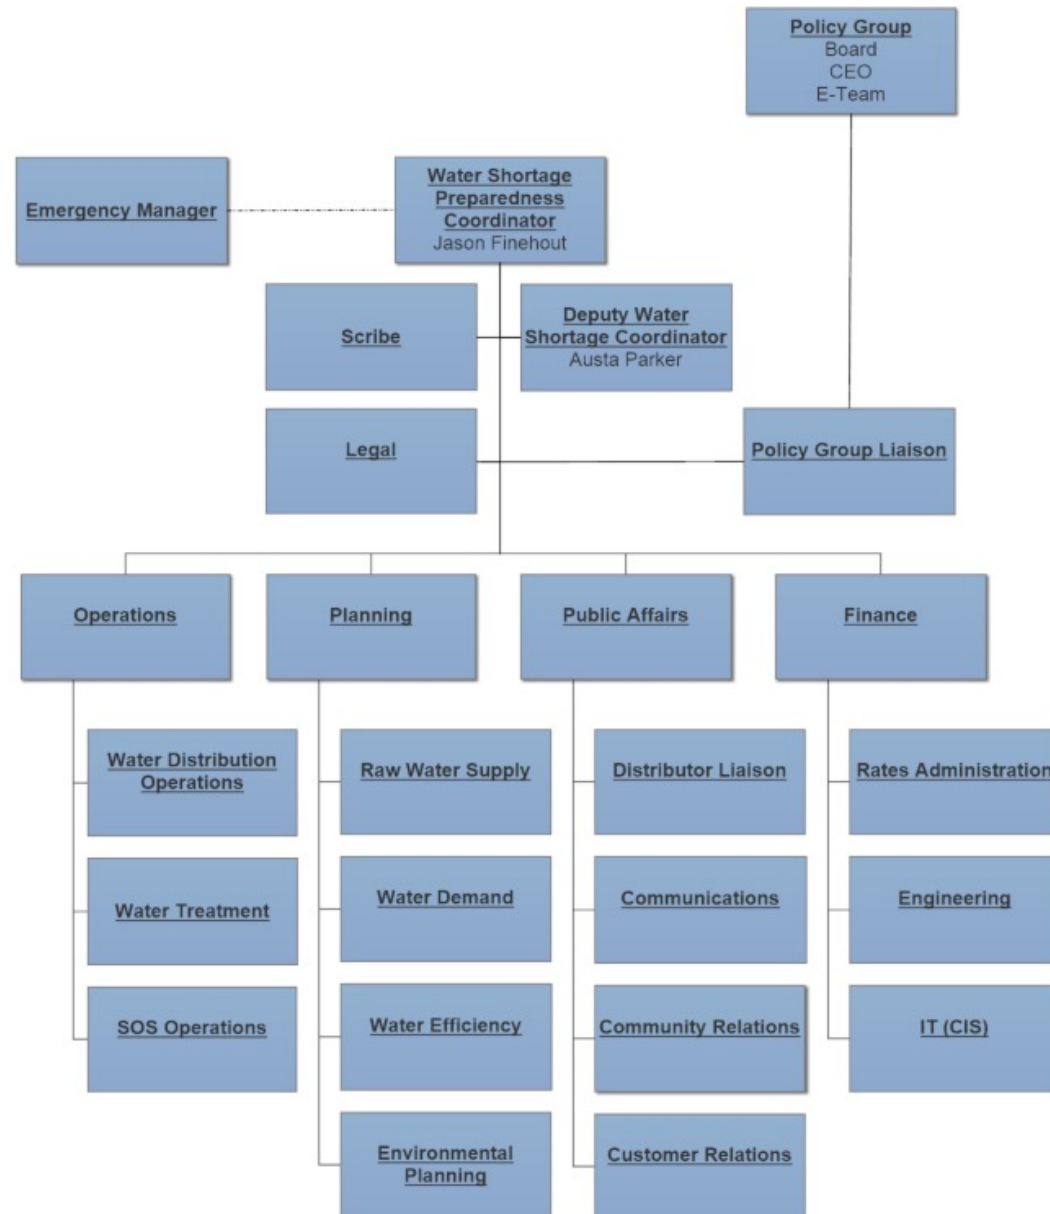 Policy Group
Board
CEO
E-Team
Emergency Manager
Water Shortage
Preparedness
Coordinator
Jason Finehout
Scribe
Deputy Water
Shortage Coordinator
Austa Parker
Legal
Policy Group Liaison
Operations
Planning
Public Affairs
Finance
Water Distribution
Operations
Raw Water Supply
Distributor Liaison
Rates Administration
Water Treatment
Water Demand
Communications
Engineering
SOS Operations
Water Efficiency
Community Relations
IT (CIS)
Environmental
Planning
Customer Relations